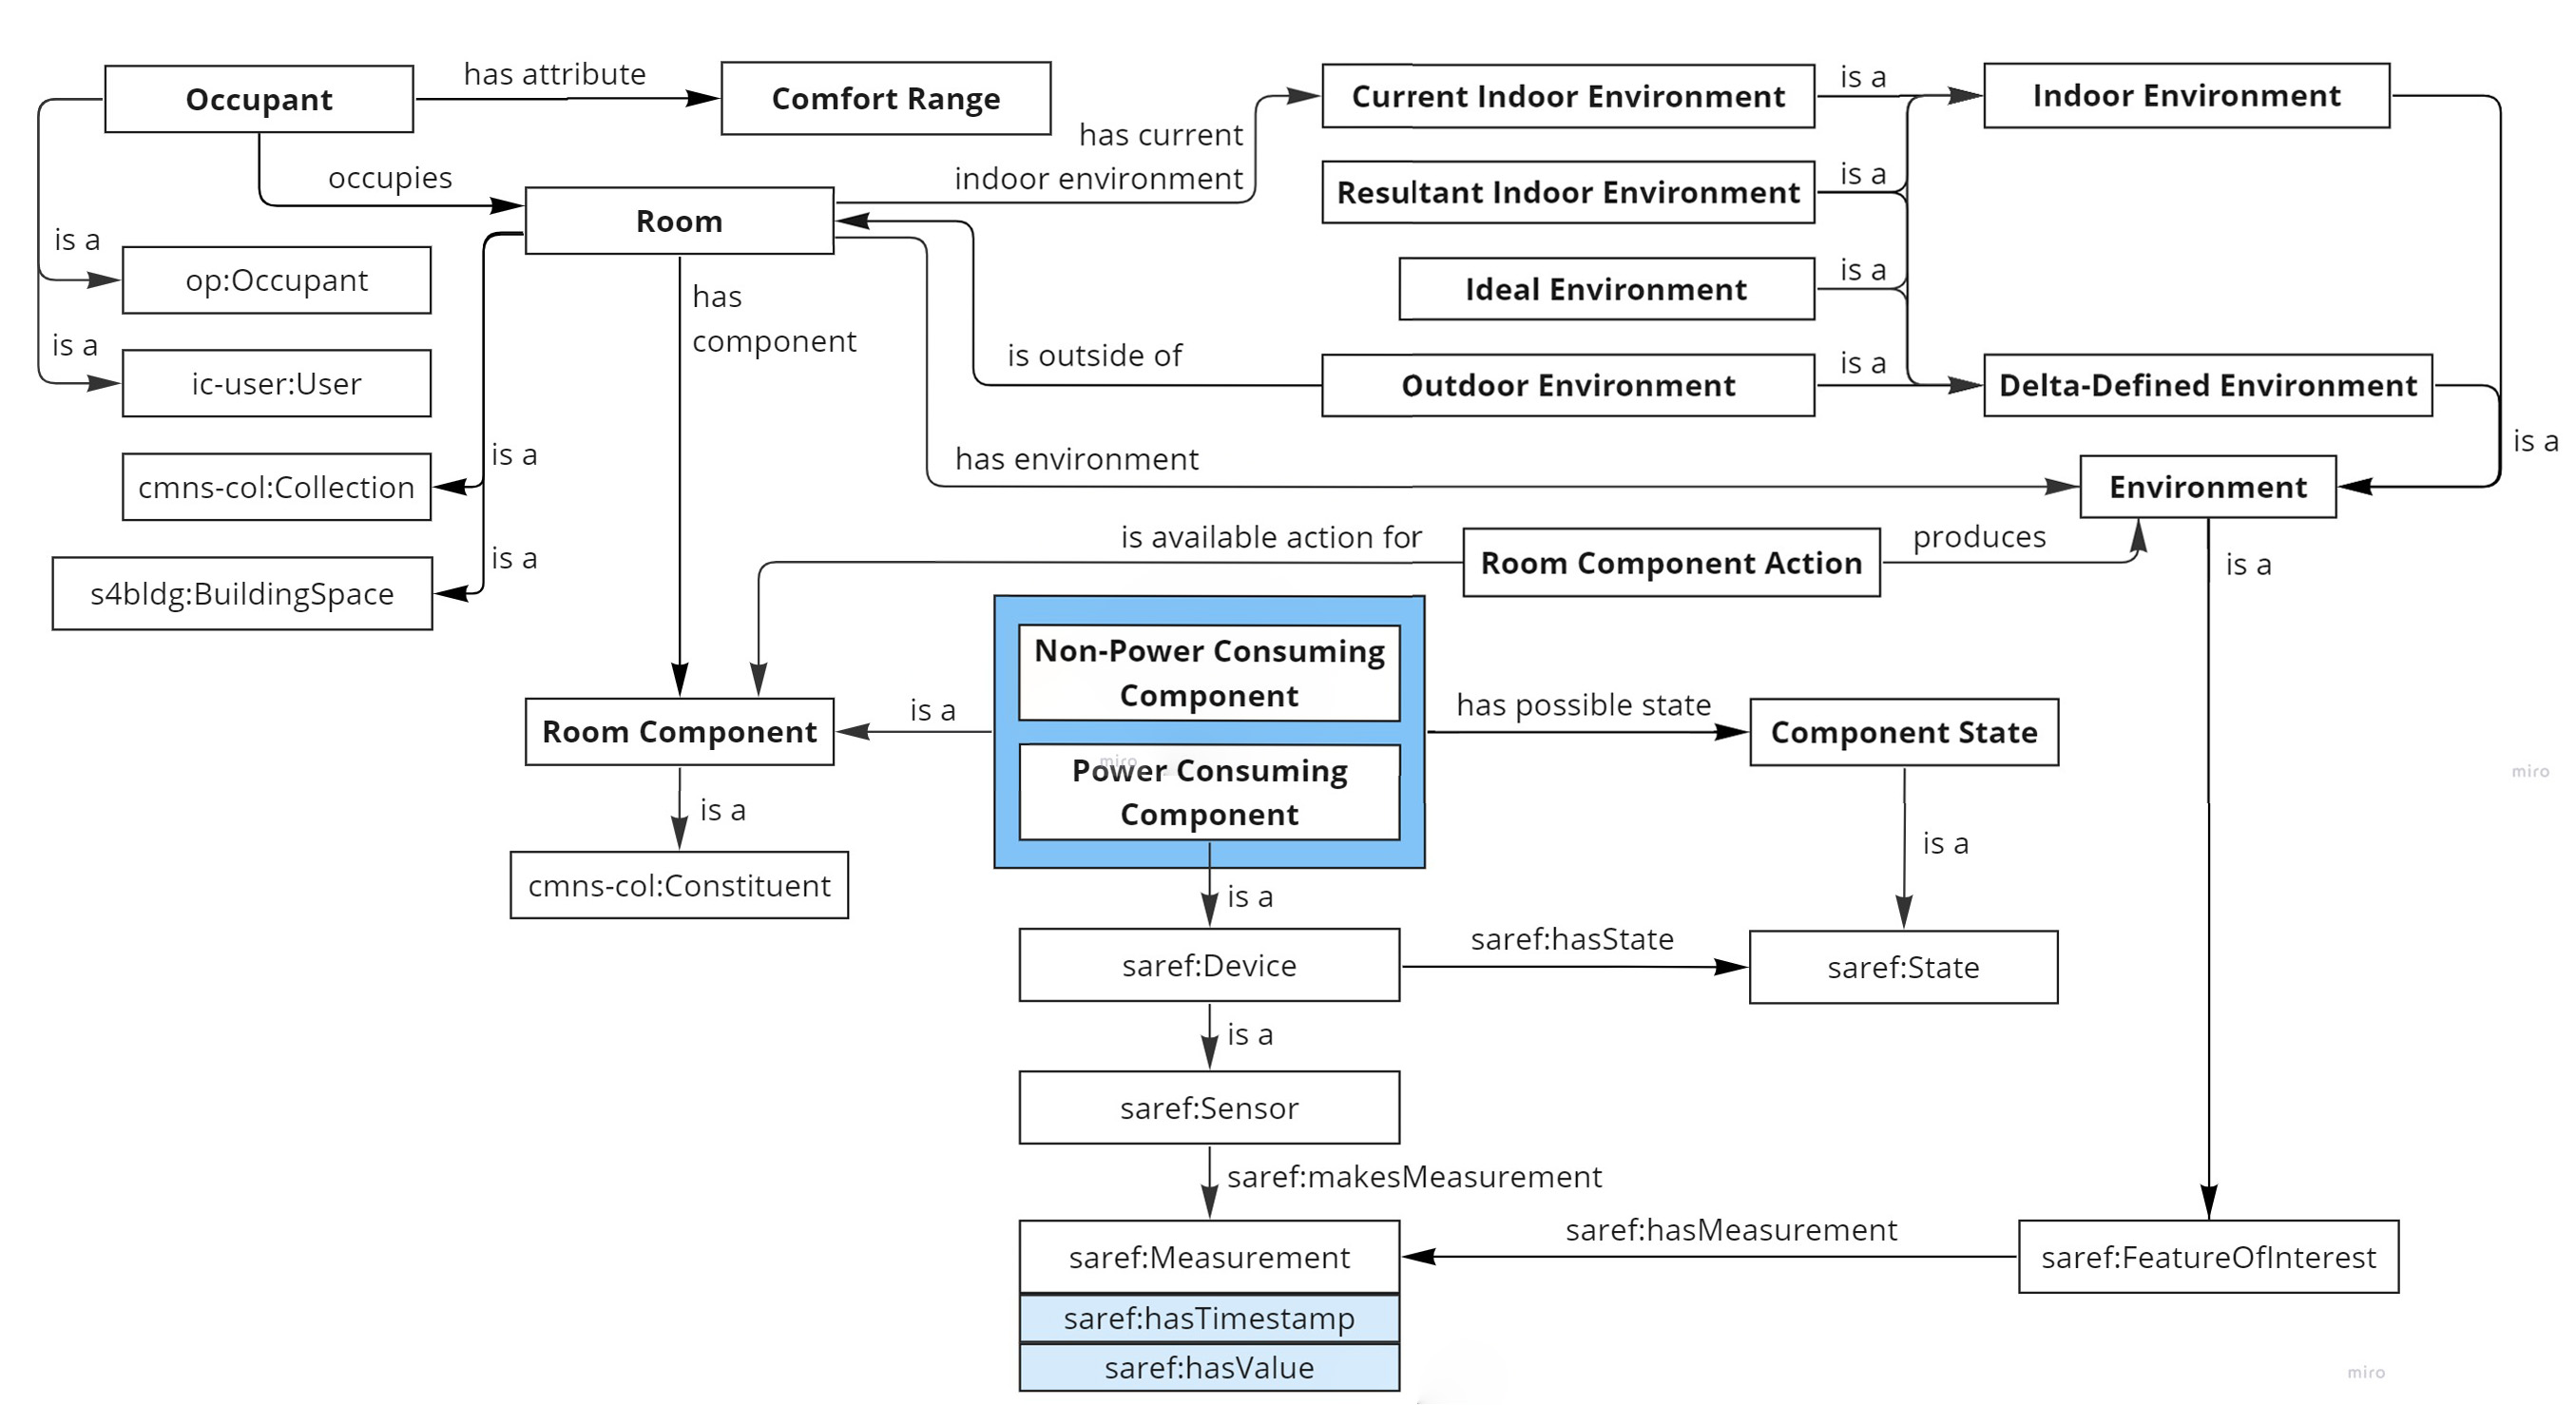 Occupant
has attribute
Comfort Range
has current
indoor environment
Current Indoor Environment
is a
Indoor Environment
Resultant Indoor Environment
is a
occupies
Room
is a
op:Occupant
has
component
Ideal Environment
is a
is a
ic-user:User
is outside of
Outdoor Environment
is a
Delta-Defined Environment
is a
cmns-col:Collection
is a
has environment
Environment
is a
s4bldg:BuildingSpace
is available action for
Room Component Action
produces
is a
Non-Power Consuming
Component
Room Component
is a
has possible state
Component State
miro
Power Consuming
Component
miro
is a
cmns-col:Constituent
is a
is a
saref:Device
saref:hasState
saref:State
is a
saref:Sensor
saref:makesMeasurement
saref:Measurement
saref:hasMeasurement
saref:FeatureOfInterest
saref:hasTimestamp
saref:hasValue
miro